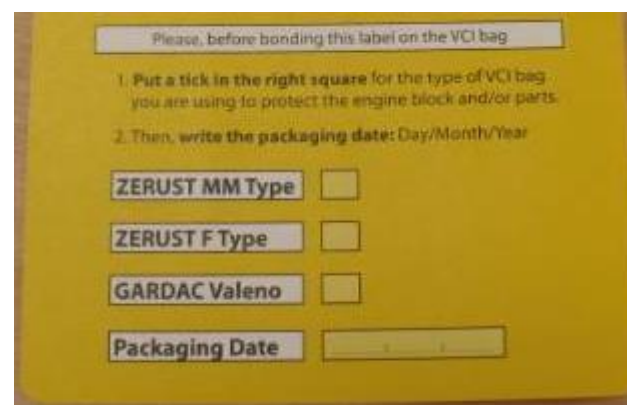 Please, before bonding this label on the VCI bag
1. Put a tick in the right square for the type of VCI bag
you are using to protect the engine block and/or parts.
2. Then, write the packaging date: Day/Month/Year
ZERUST MM Type
ZERUST F Type
GARDAC Valeno
Packaging Date